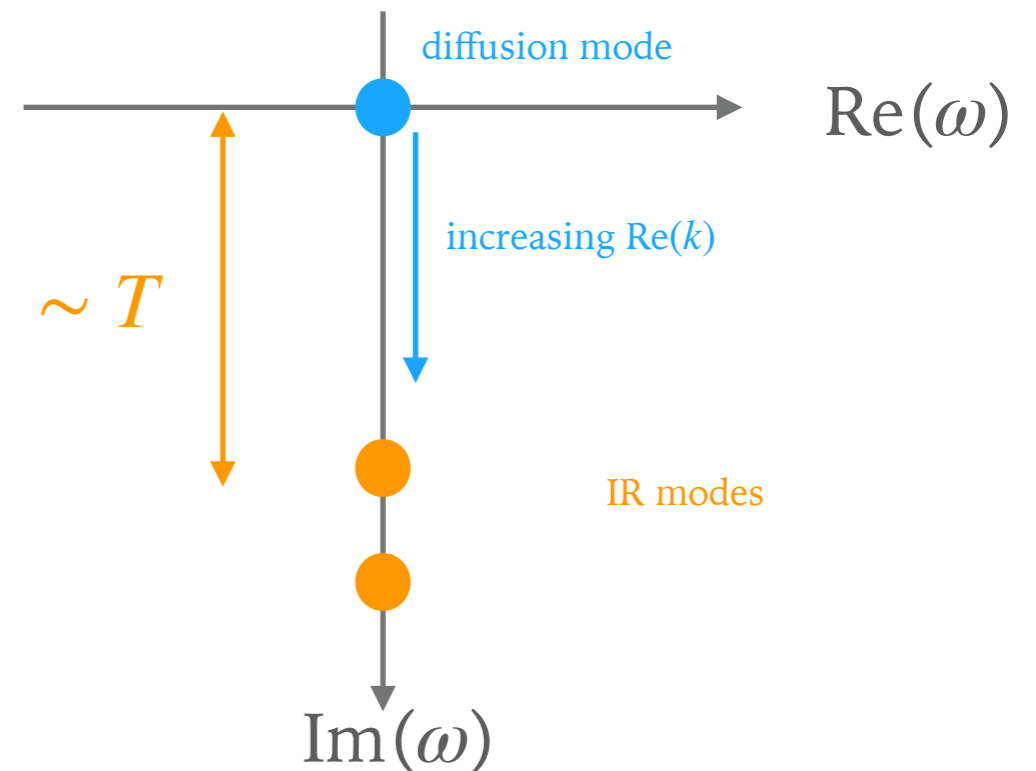 diffusion mode
Re(ω)
increasing Re(k)
∼ T
IR modes
Im(ω)